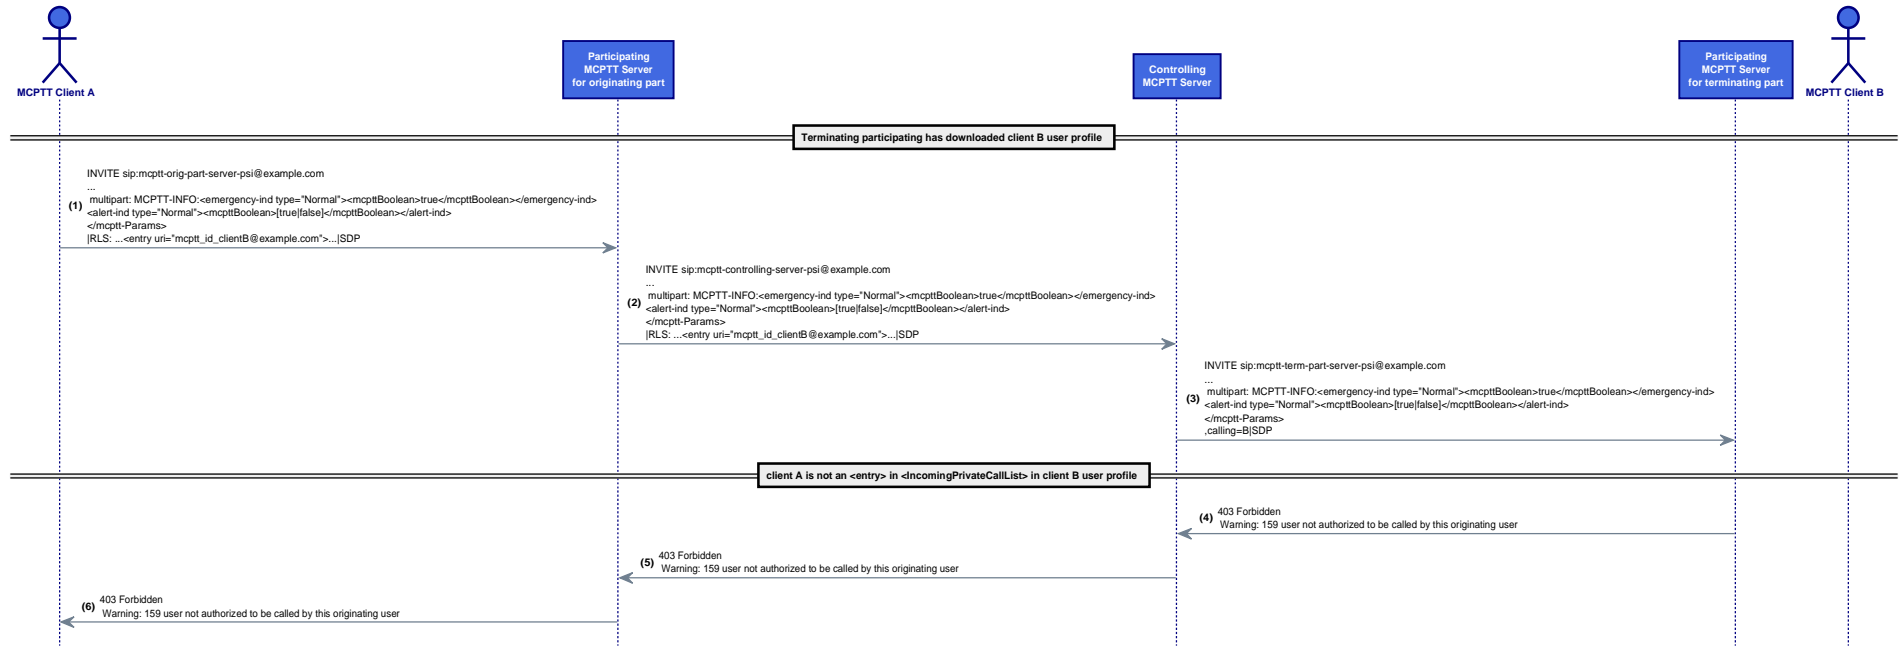 MCPTT Client A
Participating
MCPTT Server
for originating part
Controlling
MCPTT Server
Participating
MCPTT Server
for terminating part
MCPTT Client B
Terminating participating has downloaded client B user profile
INVITE sip:mcptt-orig-part-server-psi@example.com
...
(1) multipart: MCPTT-INFO:<emergency-ind type="Normal"><mcpttBoolean>true</mcpttBoolean></emergency-ind>
<alert-ind type="Normal"><mcpttBoolean>[true|false]</mcpttBoolean></alert-ind>
</mcptt-Params>
|RLS: ...<entry uri="mcptt_id_clientB@example.com">...|SDP
INVITE sip:mcptt-controlling-server-psi@example.com
...
(2) multipart: MCPTT-INFO:<emergency-ind type="Normal"><mcpttBoolean>true</mcpttBoolean></emergency-ind>
<alert-ind type="Normal"><mcpttBoolean>[true|false]</mcpttBoolean></alert-ind>
</mcptt-Params>
|RLS: ...<entry uri="mcptt_id_clientB@example.com">...|SDP
INVITE sip:mcptt-term-part-server-psi@example.com
...
(3) multipart: MCPTT-INFO:<emergency-ind type="Normal"><mcpttBoolean>true</mcpttBoolean></emergency-ind>
<alert-ind type="Normal"><mcpttBoolean>[true|false]</mcpttBoolean></alert-ind>
</mcptt-Params>
,calling=B|SDP
client A is not an <entry> in <IncomingPrivateCallList> in client B user profile
(4) 403 Forbidden
Warning: 159 user not authorized to be called by this originating user
(5) 403 Forbidden
Warning: 159 user not authorized to be called by this originating user
(6) 403 Forbidden
Warning: 159 user not authorized to be called by this originating user